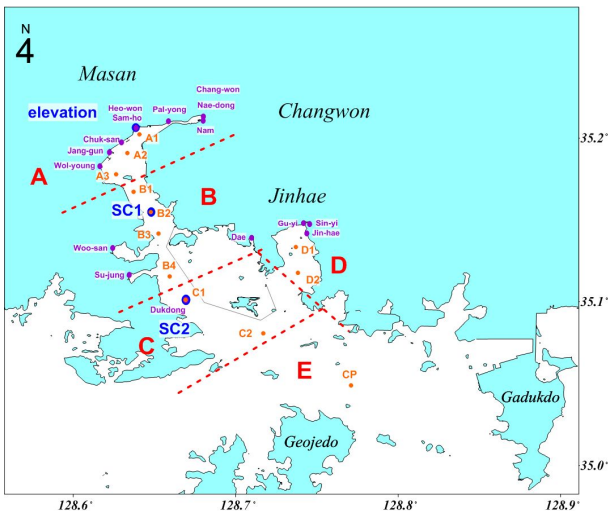 N
4
Masan
Chang-won
Heo-won
Pal-yong
Nae-dong
elevation
Sam-ho
Changwon
Nam
A1
Chuk-san
35.2˚
Jang-gun
A2
Wol-young
A3
A
B1
B
Jinhae
SC1
B2
Gu-yi
Sin-yi
B3
Dae
Jin-hae
Woo-san
D1
D
Su-jung
B4
D2
C1
35.1˚
Dukdong
SC2
C2
C
E
CP
Gadukdo
Geojedo
35.0˚
128.6˚
128.7˚
128.8˚
128.9˚